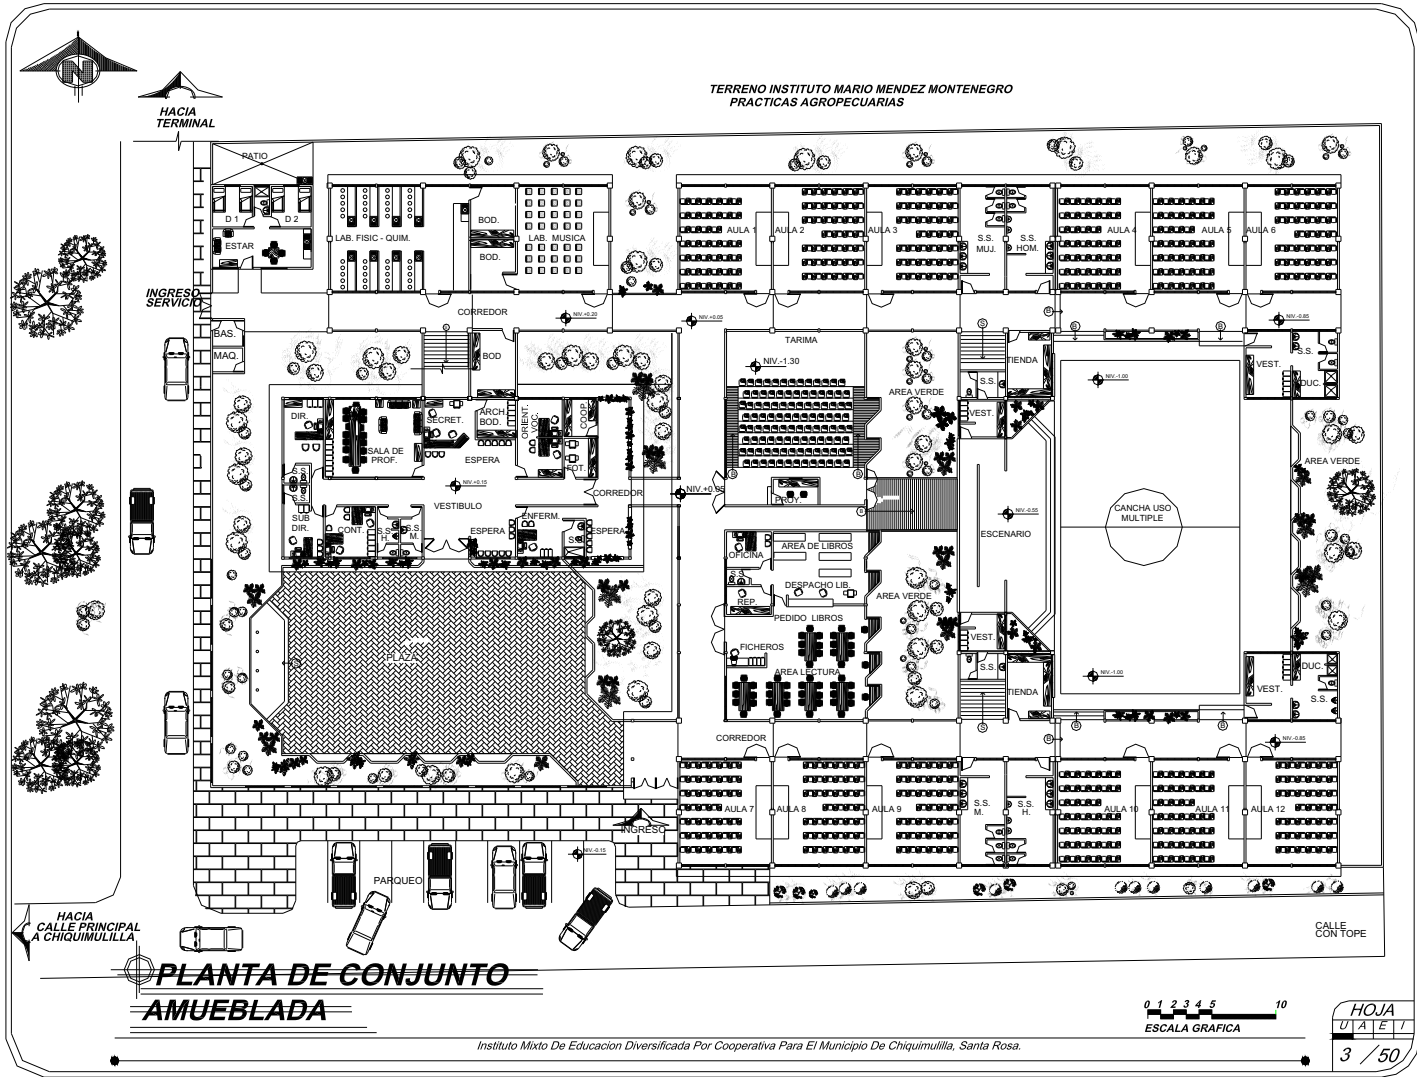 N
HACIA
TERMINAL
TERRENO INSTITUTO MARIO MENDEZ MONTENEGRO
PRACTICAS AGROPECUARIAS
PATIO
D 1
D 2
ESTAR
LAB. FISIC - QUIM.
BOD.
BOD.
LAB. MUSICA
AULA 1
AULA 2
AULA 3
S.S.
MUJ.
S.S.
HOM.
AULA 4
AULA 5
AULA 6
INGRESO
SERVICIO
CORREDOR
NIV.+0.20
NIV.+0.05
NIV.-0.85
BAS.
MAQ.
BOD
TARIMA
NIV.-1.30
S
B
B
B
TIENDA
S.S.
VEST.
DUC.
NIV.-1.00
AREA VERDE
DIR.
SALA DE
PROF.
SECRET.
ARCH.
BOD.
ORIENT.
VOC.
COOP.
FOT.
S.S.
VEST.
ESPERA
S.S.
S.S.
NIV.+0.15
VESTIBULO
CORREDOR
NIV.+0.05
B
B
PROY.
B
AREA VERDE
SUB
DIR.
CONT.
S.S.
H.
S.S.
M.
ESPERA
ENFERM.
S.S.
ESPERA
NIV.-0.55
ESCENARIO
CANCHA USO
MULTIPLE
OFICINA
AREA DE LIBROS
S.S.
DESPACHO LIB.
REP.
AREA VERDE
PEDIDO LIBROS
FICHEROS
AREA LECTURA
PLAZA
VEST.
S.S.
TIENDA
NIV.-1.00
VEST.
DUC.
S.S.
S
B
B
B
CORREDOR
NIV.-0.85
AULA 7
AULA 8
AULA 9
S.S.
M.
S.S.
H.
AULA 10
AULA 11
AULA 12
INGRESO
NIV.-0.15
PARQUEO
HACIA
CALLE PRINCIPAL
A CHIQUIMULILLA
CALLE
CON TOPE
PLANTA DE CONJUNTO
AMUEBLADA
0 1 2 3 4 5 10
ESCALA GRAFICA
Instituto Mixto De Educacion Diversificada Por Cooperativa Para El Municipio De Chiquimulilla, Santa Rosa.
HOJA
U A E I
3 / 50